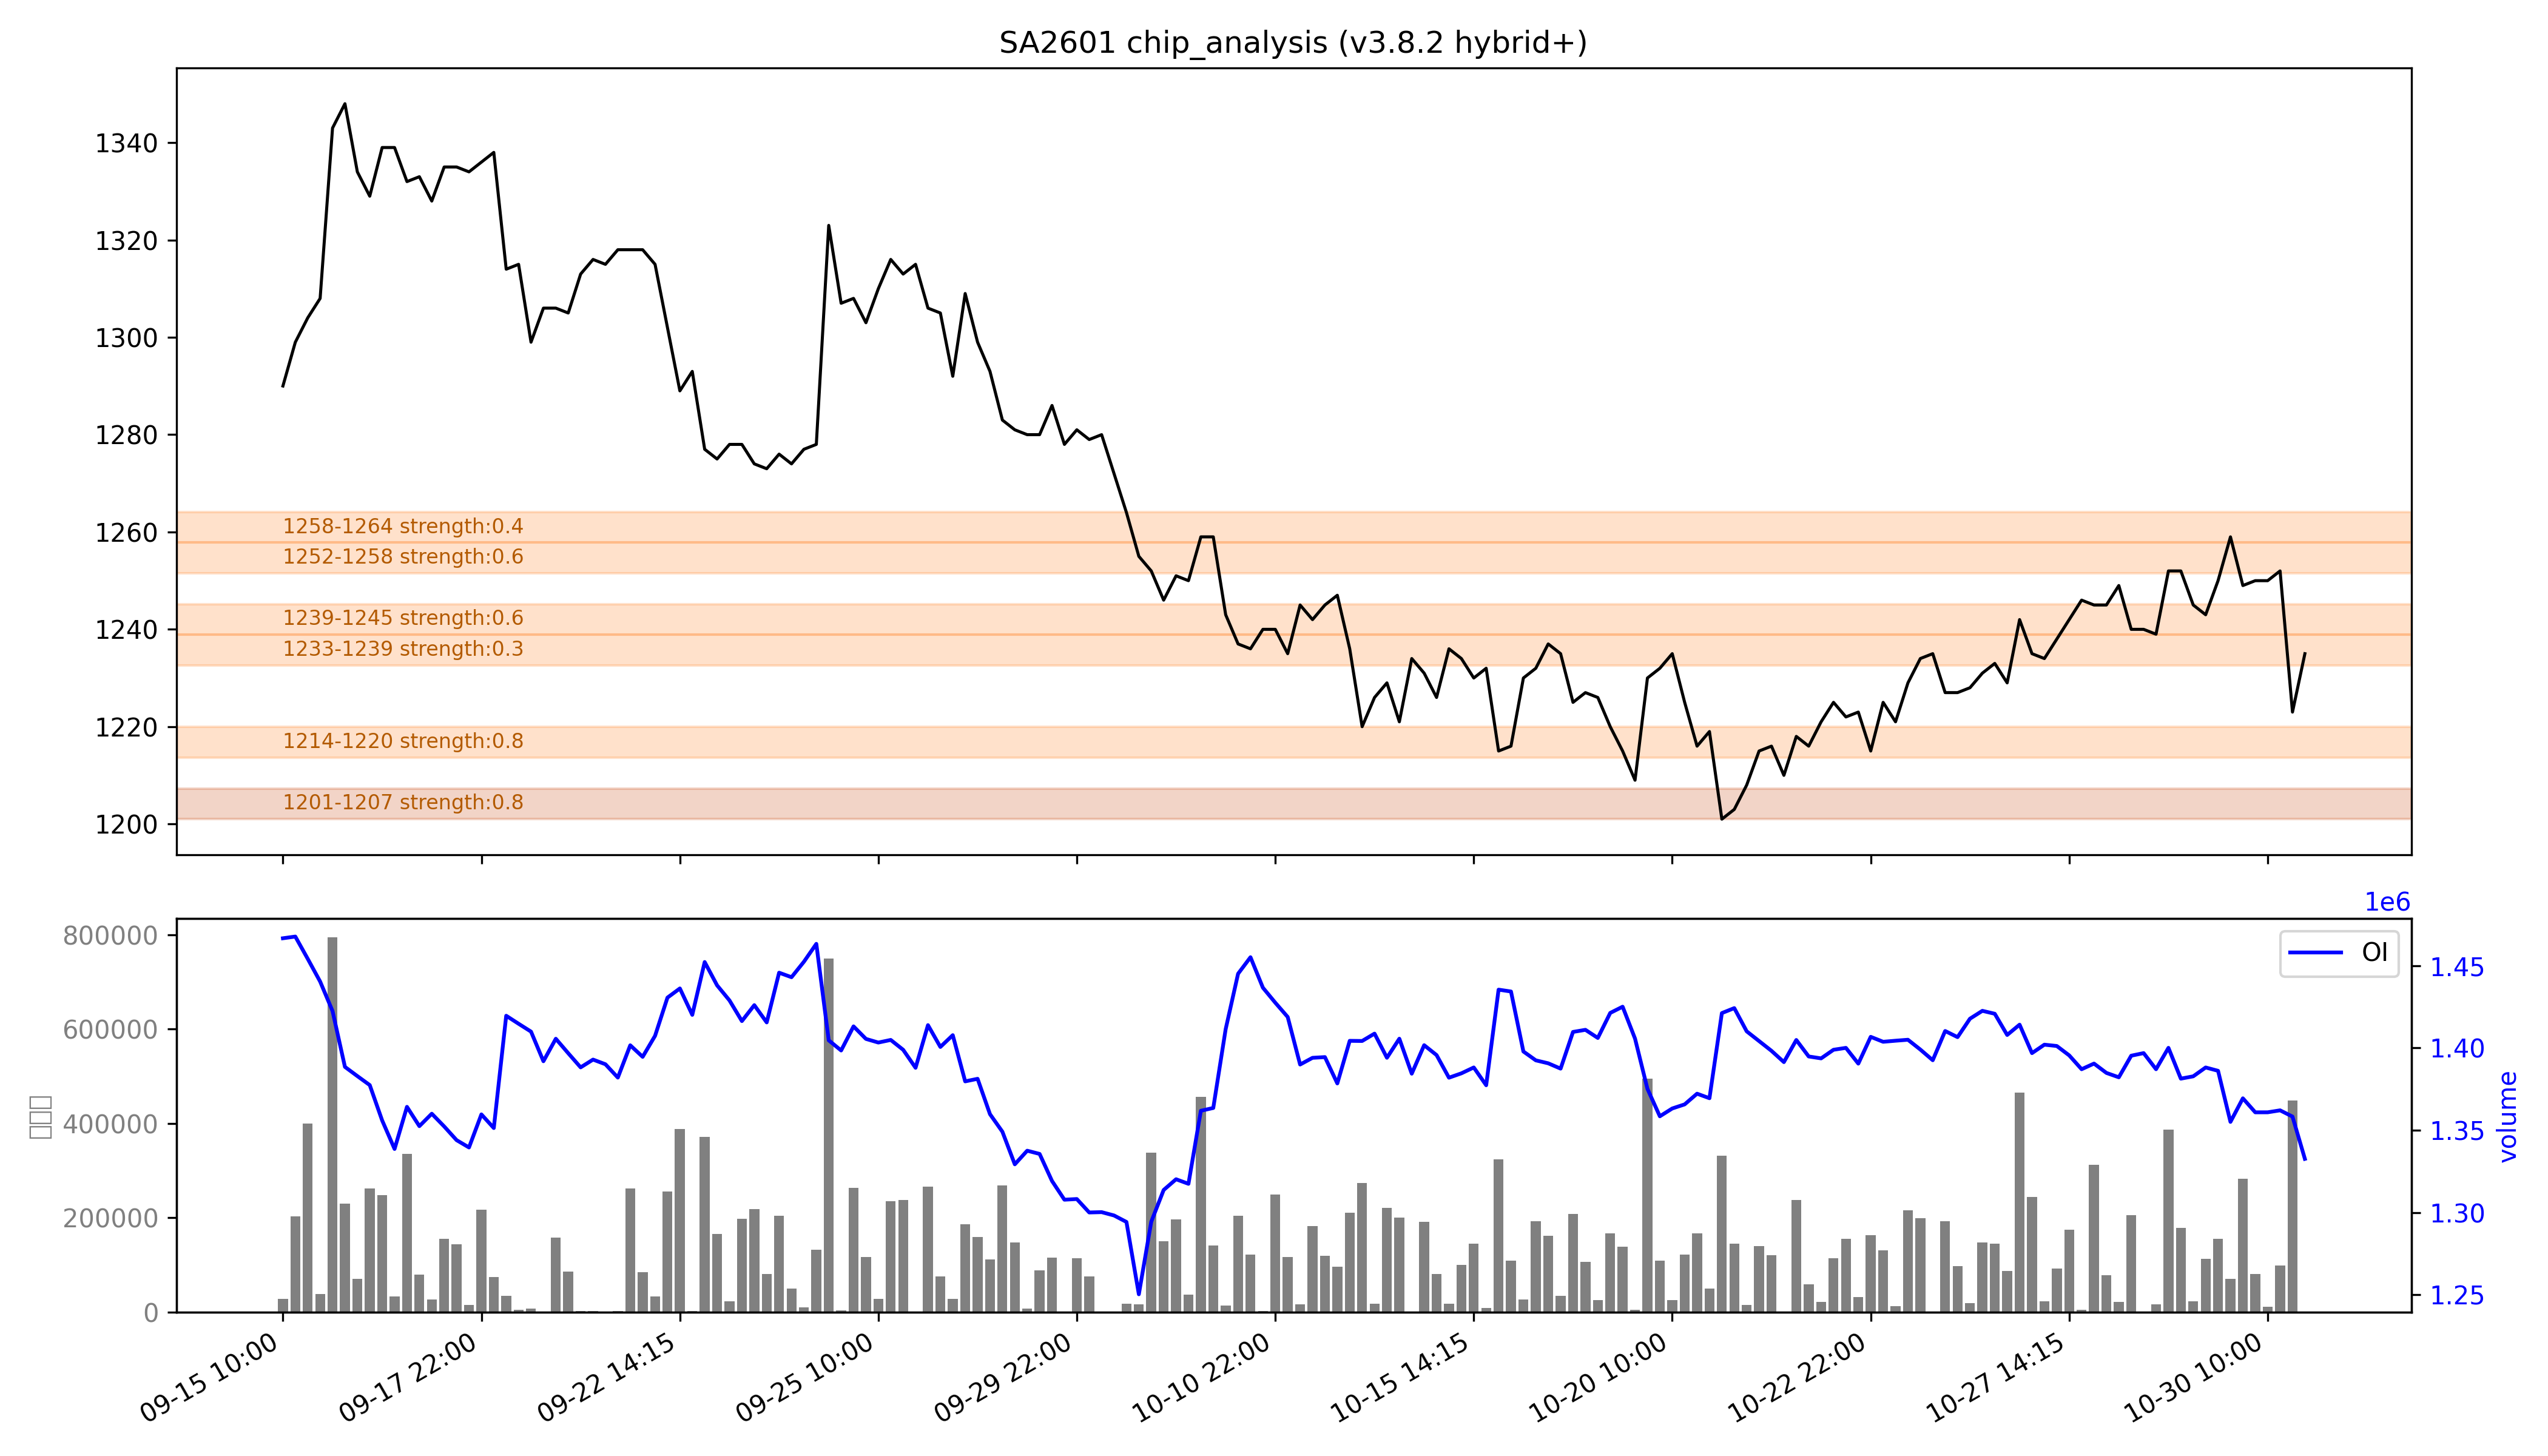 SA2601 chip_analysis (v3.8.2 hybrid+)
1340
1320
1300
1280
1260
1240
1220
1200
1258-1264 strength:0.4
1252-1258 strength:0.6
1239-1245 strength:0.6
1233-1239 strength:0.3
1214-1220 strength:0.8
1201-1207 strength:0.8
1e6
800000
600000
400000
200000
0
OI
1.45
1.40
1.35
1.30
1.25
volume
09-15 10:00
09-17 22:00
09-22 14:15
09-25 10:00
09-29 22:00
10-10 22:00
10-15 14:15
10-20 10:00
10-22 22:00
10-27 14:15
10-30 10:00